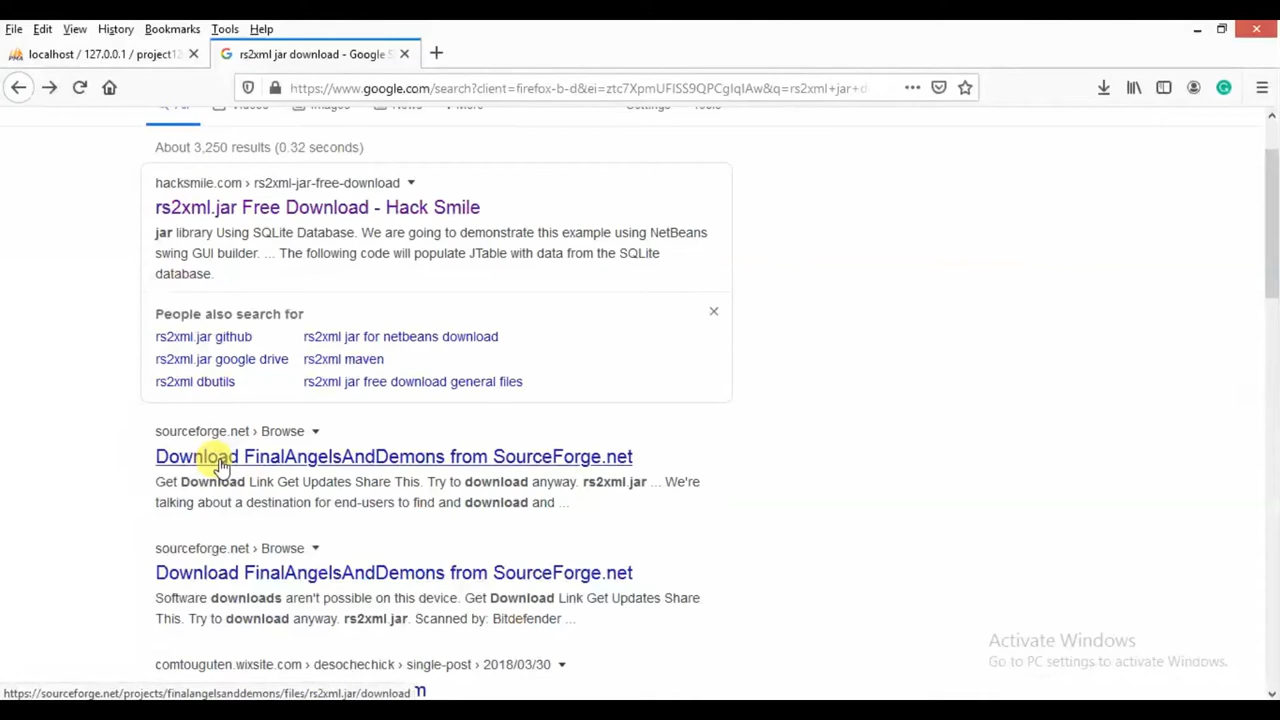 File Edit View History Bookmarks Tools Help
localhost / 127.0.0.1 / project12
rs2xml jar download - Google S
https://www.google.com/search?client=firefox-b-d&ei=ztc7XpmUFISS9QPCgIqIAw&q=rs2xml+jar+d
Settings Tools
About 3,250 results (0.32 seconds)
hacksmile.com › rs2xml-jar-free-download
rs2xml.jar Free Download - Hack Smile
jar library Using SQLite Database. We are going to demonstrate this example using NetBeans
swing GUI builder. ... The following code will populate JTable with data from the SQLite
database.
People also search for
rs2xml.jar github rs2xml jar for netbeans download
rs2xml.jar google drive rs2xml maven
rs2xml dbutils rs2xml jar free download general files
sourceforge.net › Browse
Download FinalAngelsAndDemons from SourceForge.net
Get Download Link Get Updates Share This. Try to download anyway. rs2xml.jar ... We're
talking about a destination for end-users to find and download and ...
sourceforge.net › Browse
Download FinalAngelsAndDemons from SourceForge.net
Software downloads aren't possible on this device. Get Download Link Get Updates Share
This. Try to download anyway. rs2xml.jar. Scanned by: Bitdefender ...
Activate Windows
Go to PC settings to activate Windows.
comtouguten.wixsite.com › desochechick › single-post › 2018/03/30
https://sourceforge.net/projects/finalangelsanddemons/files/rs2xml.jar/download